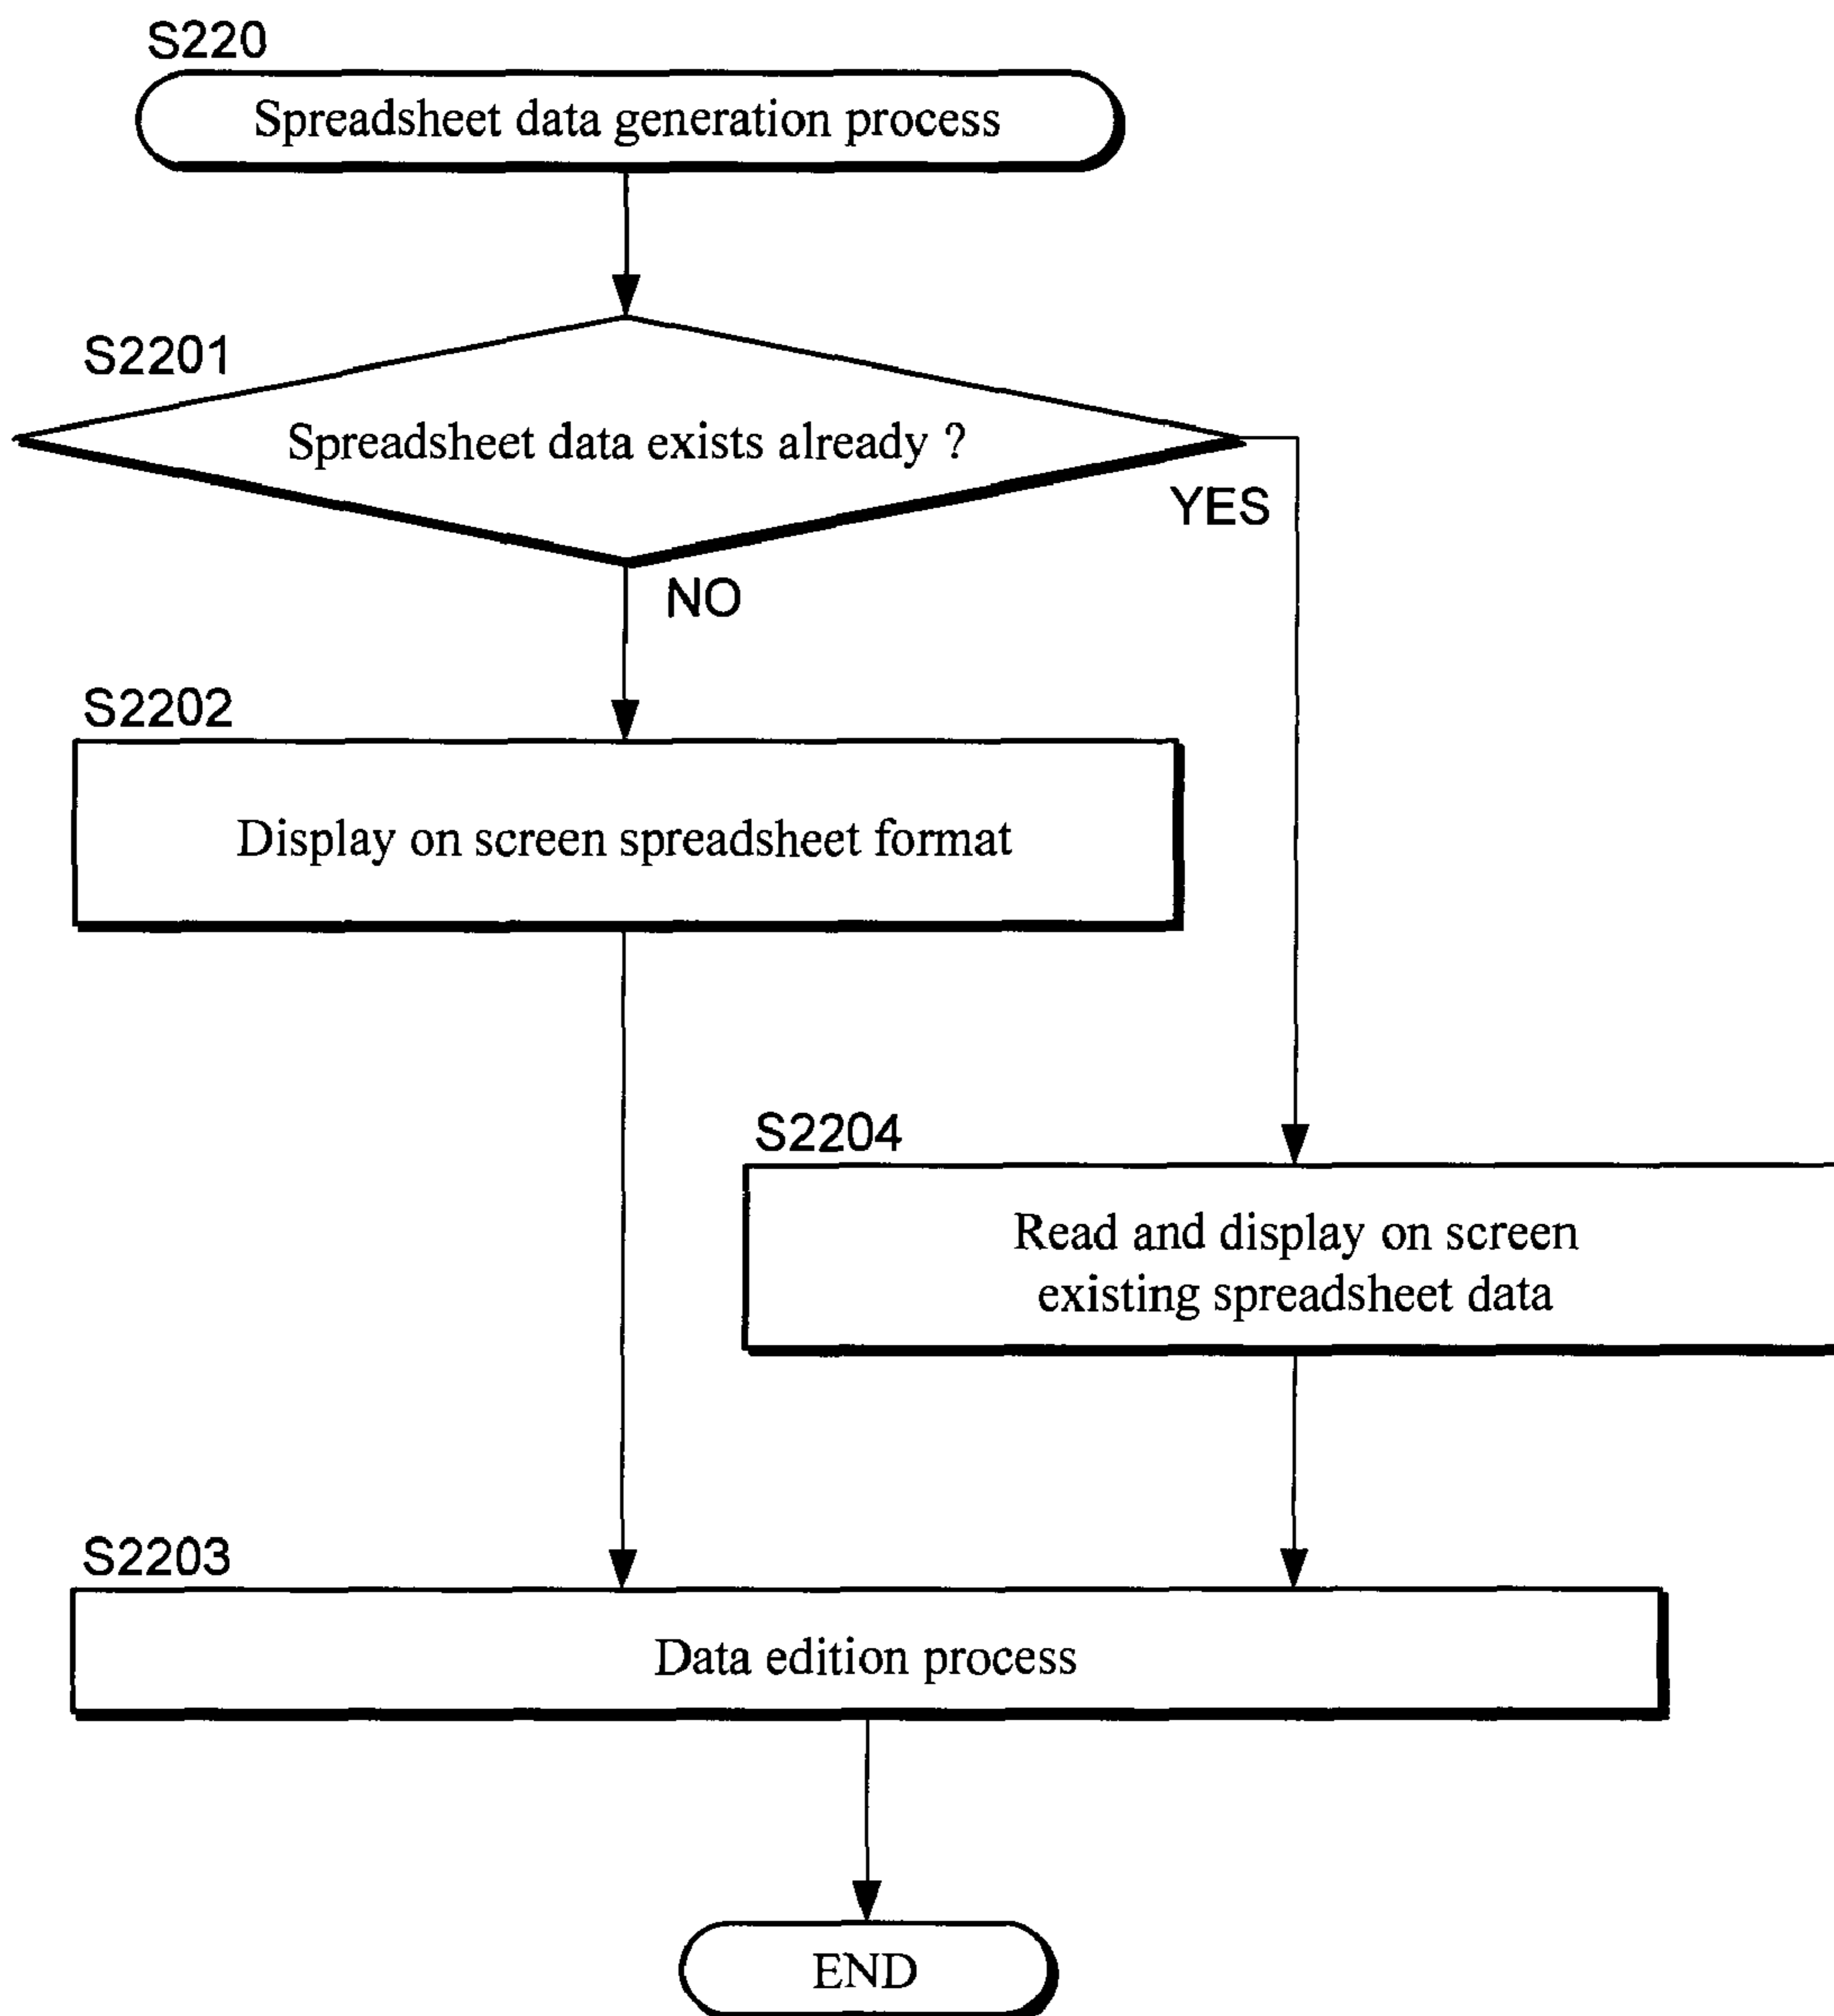 S220
Spreadsheet data generation process
S2201
Spreadsheet data exists already ?
YES
NO
S2202
Display on screen spreadsheet format
S2204
Read and display on screen
existing spreadsheet data
S2203
Data edition process
END